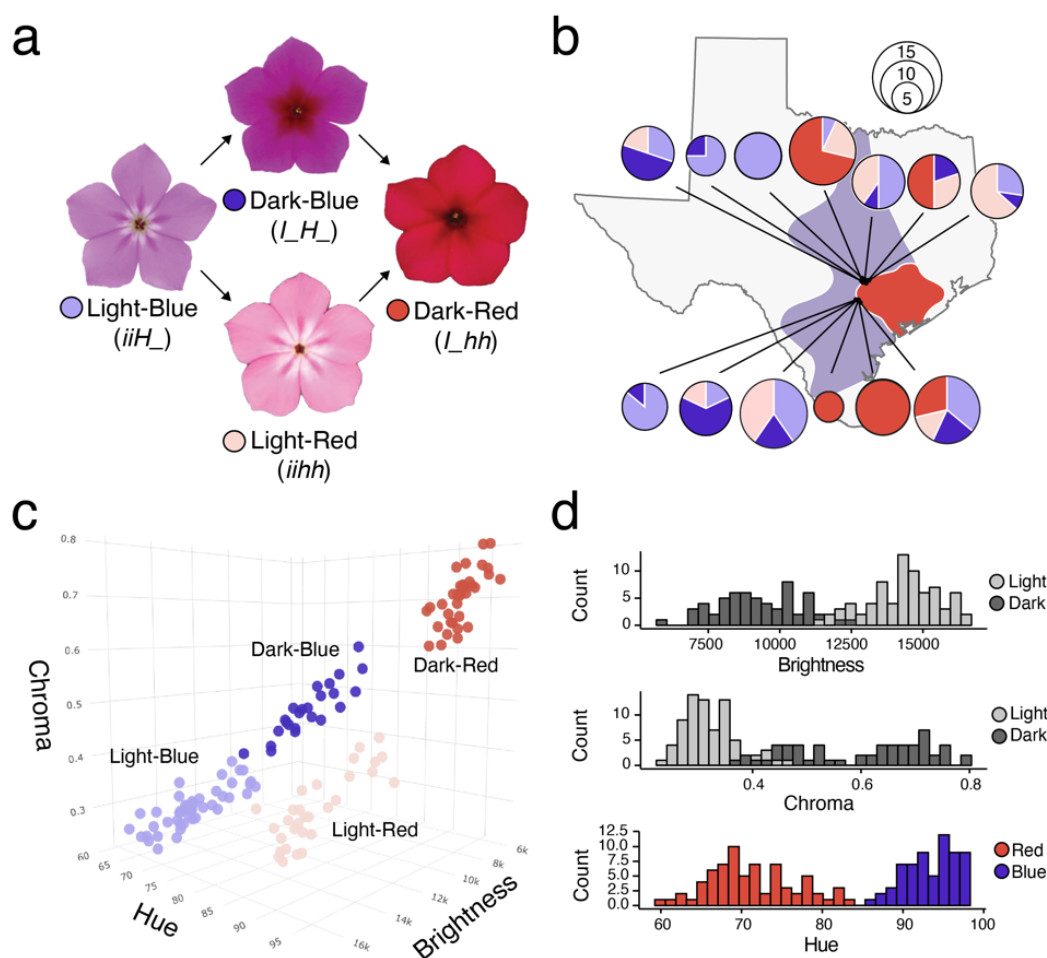 a
Dark-Blue
(I_H_)
Light-Blue
(iiH_)
Dark-Red
(I_hh)
Light-Red
(iihh)
b
15
10
5
c
0.8
0.7
0.6
0.5
0.4
0.3
Chroma
Dark-Blue
Dark-Red
Light-Blue
Light-Red
60
65
70
75
80
85
90
95
Hue
16k
14k
12k
10k
8k
6k
Brightness
d
Count
10
5
0
Light
Dark
7500 10000 12500 15000
Brightness
Count
10
5
0
Light
Dark
0.4 0.6 0.8
Chroma
Count
12.5
10.0
7.5
5.0
2.5
0.0
Red
Blue
60 70 80 90 100
Hue